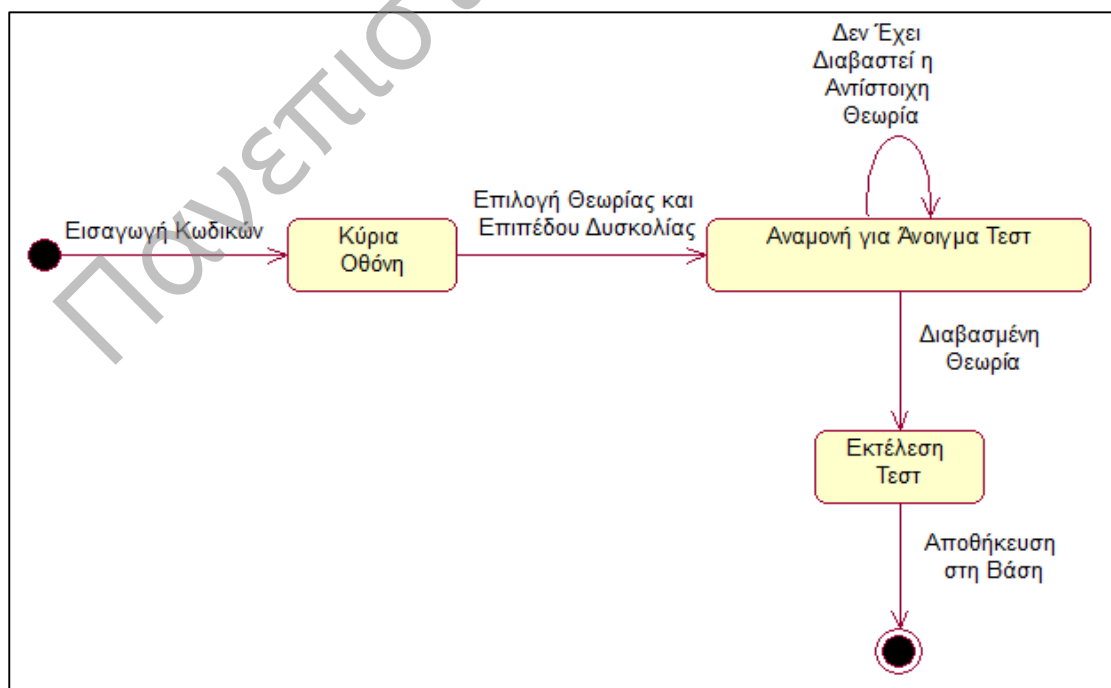 Δεν Έχει
Διαβαστεί η
Αντίστοιχη
Θεωρία
Εισαγωγή Κωδικών
Κύρια
Οθόνη
Επιλογή Θεωρίας και
Επιπέδου Δυσκολίας
Αναμονή για Άνοιγμα Τεστ
Διαβασμένη
Θεωρία
Εκτέλεση
Τεστ
Αποθήκευση
στη Βάση